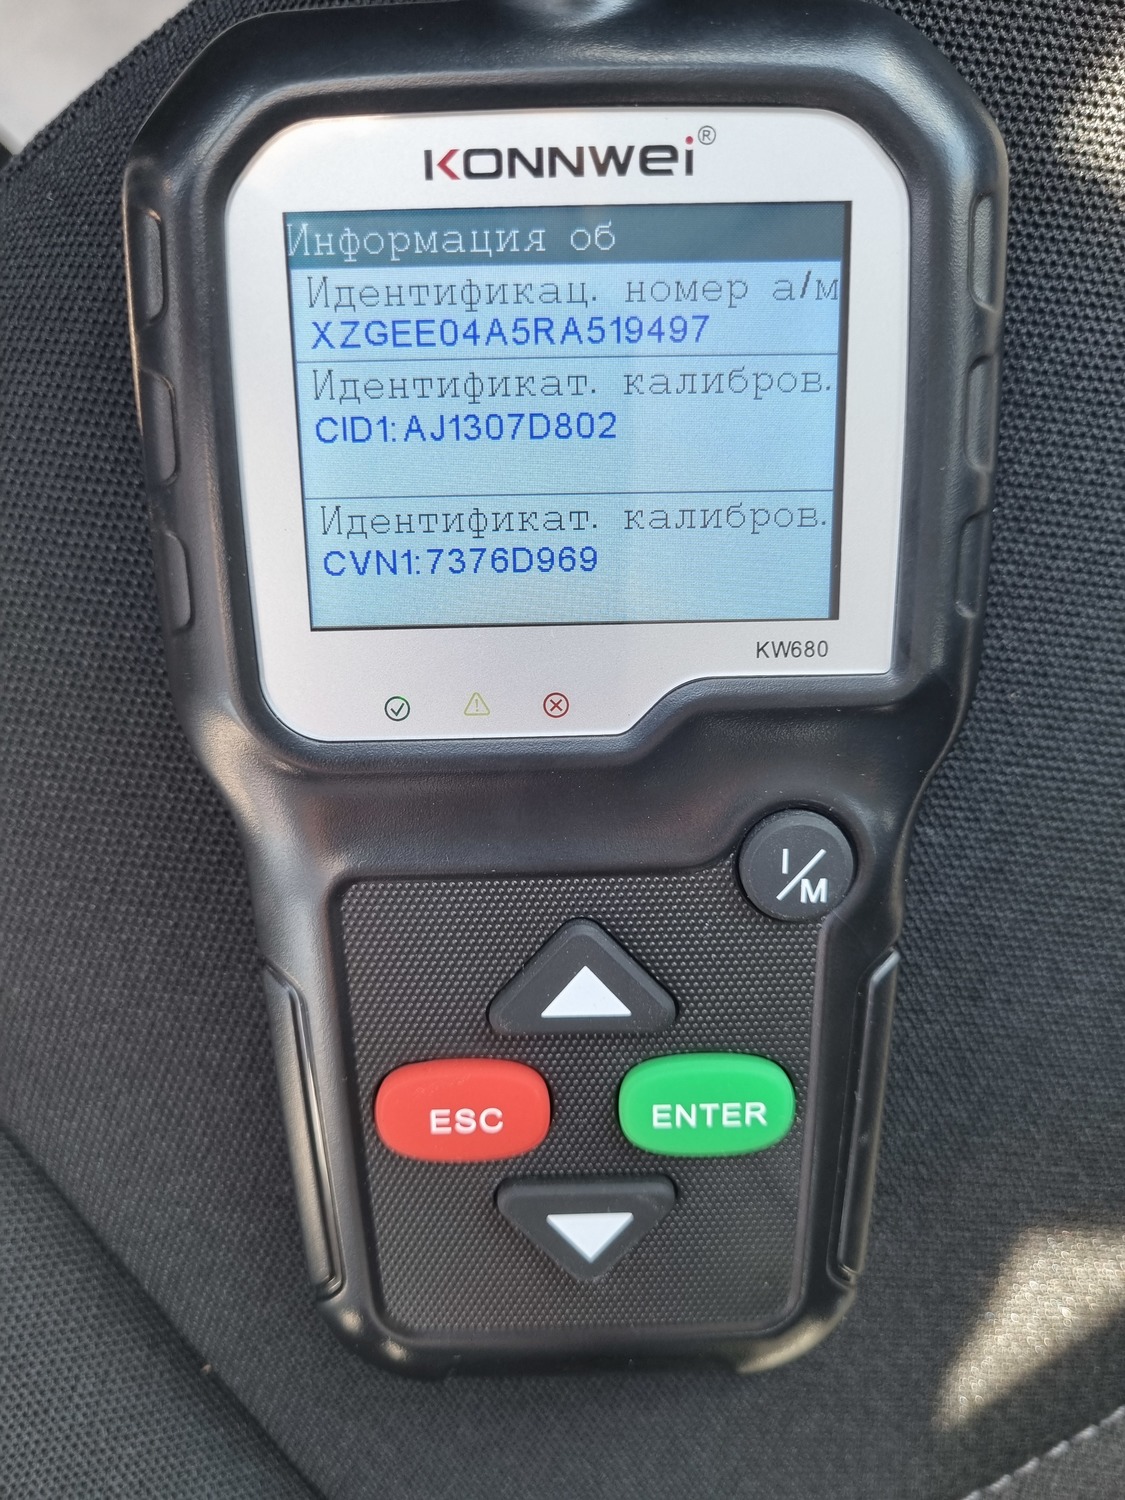 KONNWEI®
Информация об
Идентификац. номер а/м
XZGEE04A5RA519497
Идентификат. калибров.
CID1:AJ1307D802
Идентификат. калибров.
CVN1:7376D969
KW680
I/M
ESC
ENTER